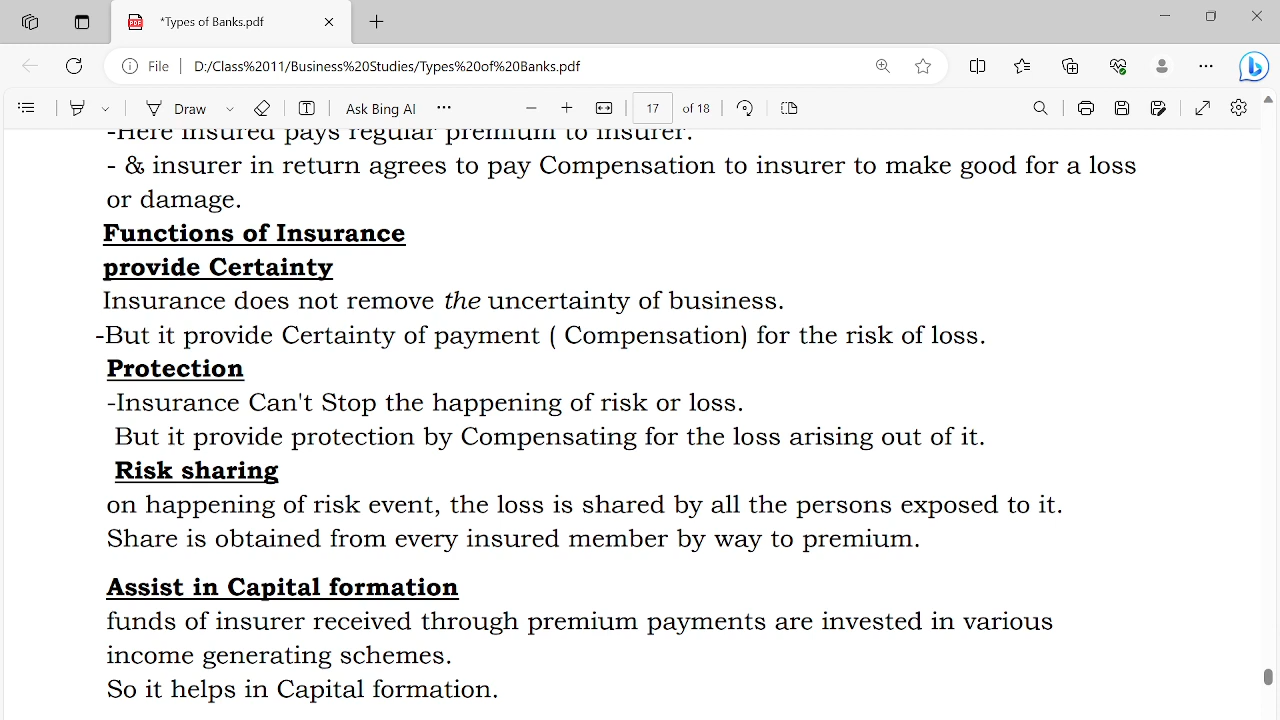 *Types of Banks.pdf
File | D:/Class%2011/Business%20Studies/Types%20of%20Banks.pdf
Draw Ask Bing AI 17 of 18
-Here insured pays regular premium to insurer.
- & insurer in return agrees to pay Compensation to insurer to make good for a loss
or damage.
Functions of Insurance
provide Certainty
Insurance does not remove the uncertainty of business.
-But it provide Certainty of payment ( Compensation) for the risk of loss.
Protection
-Insurance Can't Stop the happening of risk or loss.
But it provide protection by Compensating for the loss arising out of it.
Risk sharing
on happening of risk event, the loss is shared by all the persons exposed to it.
Share is obtained from every insured member by way to premium.
Assist in Capital formation
funds of insurer received through premium payments are invested in various
income generating schemes.
So it helps in Capital formation.